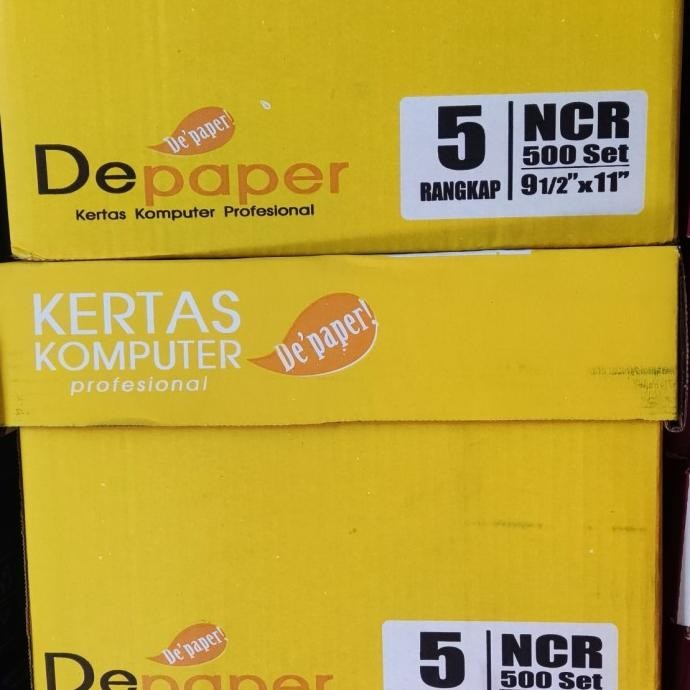 De'paper!
Depaper
Kertas Komputer Profesional
5
RANGKAP
NCR
500 Set
9 1/2"x11"
KERTAS
KOMPUTER
profesional
De'paper!
De'paper!
Depaper
5
NCR
500 Set